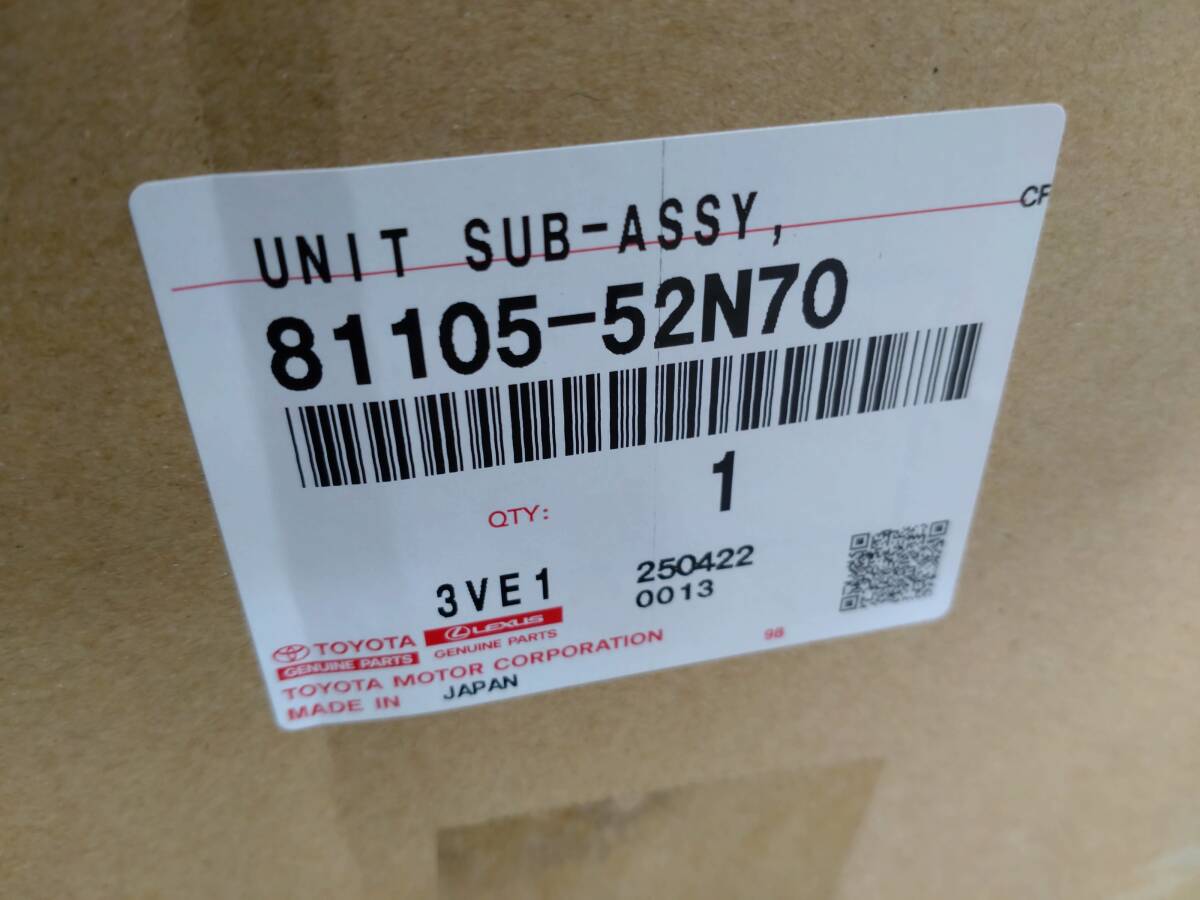 CF
UNIT SUB-ASSY,
81105-52N70
QTY: 1
3VE1
250422
0013
TOYOTA
GENUINE PARTS
LEXUS
GENUINE PARTS
TOYOTA MOTOR CORPORATION
98
MADE IN JAPAN